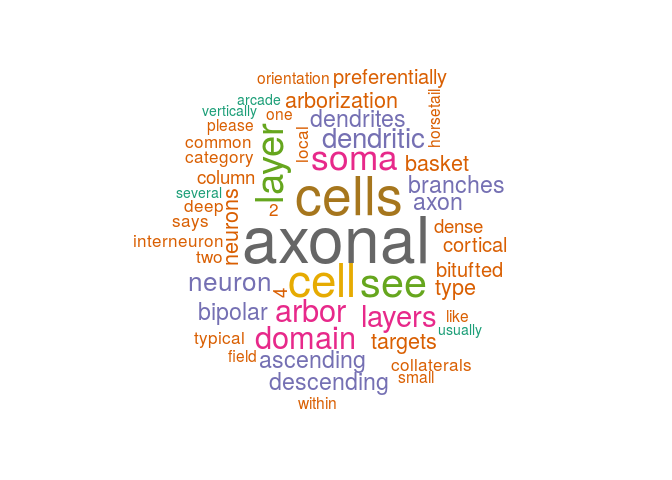 orientation preferentially
arcade arborization horsetail
vertically one dendrites
please local dendritic
common layer soma basket
category
column cells branches
several 2 axon
deep neurons
says axonal dense
interneuron cortical
two bitufted
neuron 4 cell see type
bipolar arbor layers like
usually
typical domain targets
field ascending collaterals
descending small
within